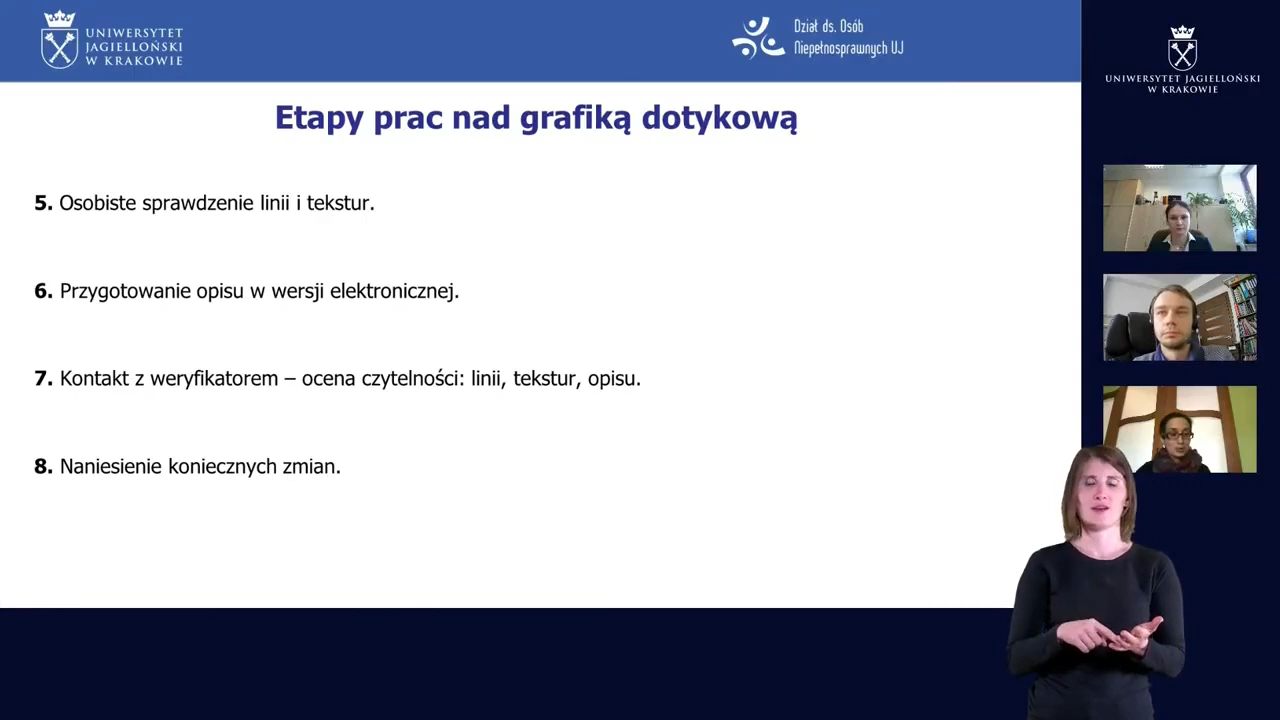 UNIWERSYTET
JAGIELLOŃSKI
W KRAKOWIE
Dział ds. Osób
Niepełnosprawnych UJ
UNIWERSYTET JAGIELLOŃSKI
W KRAKOWIE
Etapy prac nad grafiką dotykową
5. Osobiste sprawdzenie linii i tekstur.
6. Przygotowanie opisu w wersji elektronicznej.
7. Kontakt z weryfikatorem – ocena czytelności: linii, tekstur, opisu.
8. Naniesienie koniecznych zmian.